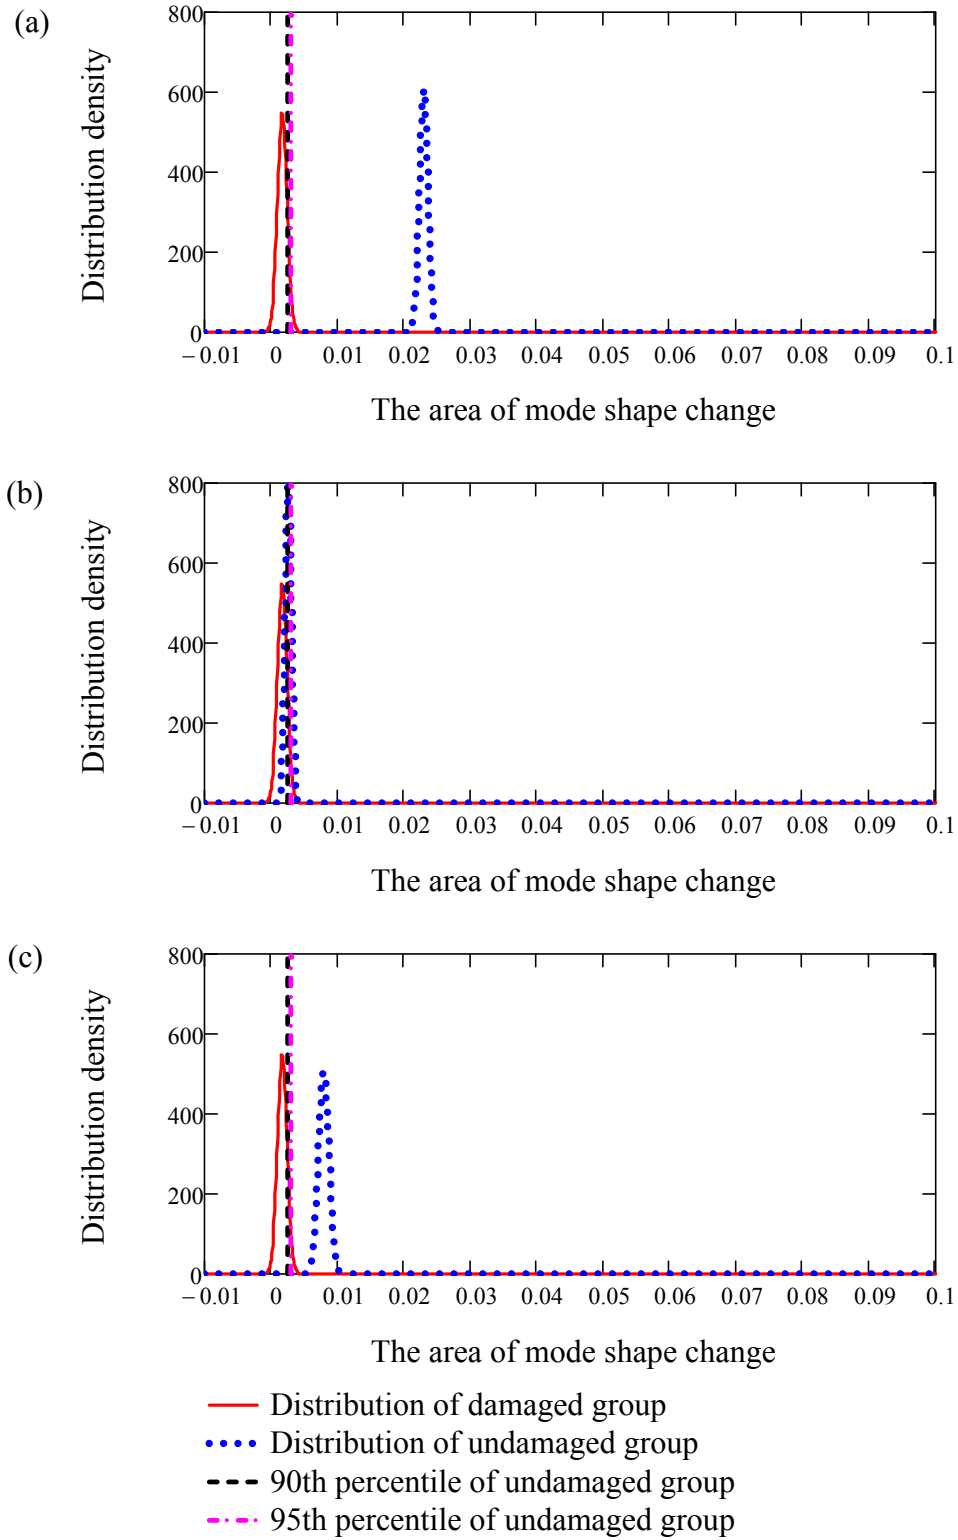 (a)
Distribution density
800
600
400
200
0
−0.01 0 0.01 0.02 0.03 0.04 0.05 0.06 0.07 0.08 0.09 0.1
The area of mode shape change
(b)
Distribution density
800
600
400
200
0
−0.01 0 0.01 0.02 0.03 0.04 0.05 0.06 0.07 0.08 0.09 0.1
The area of mode shape change
(c)
Distribution density
800
600
400
200
0
−0.01 0 0.01 0.02 0.03 0.04 0.05 0.06 0.07 0.08 0.09 0.1
The area of mode shape change
Distribution of damaged group
Distribution of undamaged group
90th percentile of undamaged group
95th percentile of undamaged group